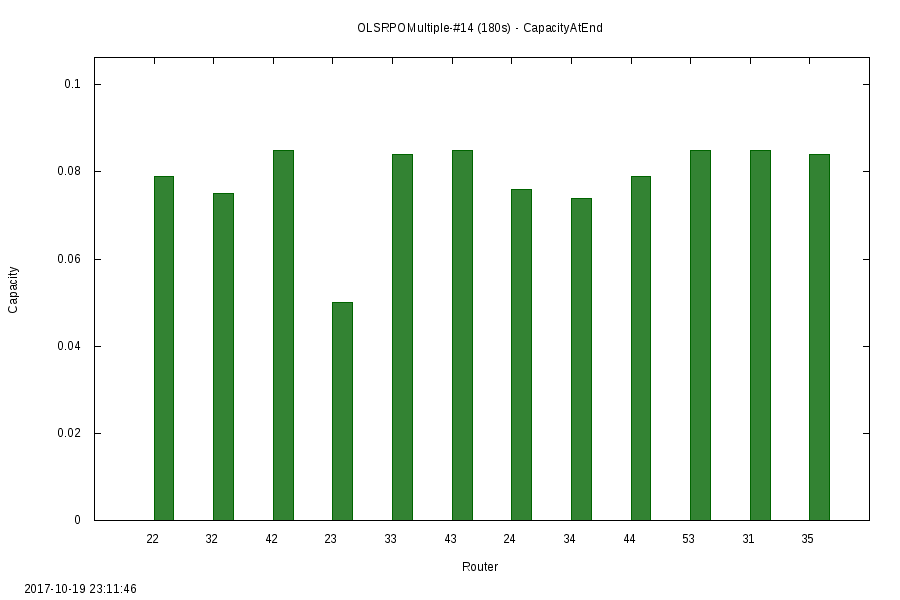 OLSRPOMultiple-#14 (180s) - CapacityAtEnd
0.1
0.08
0.06
0.04
0.02
0
Capacity
22 32 42 23 33 43 24 34 44 53 31 35
Router
2017-10-19 23:11:46